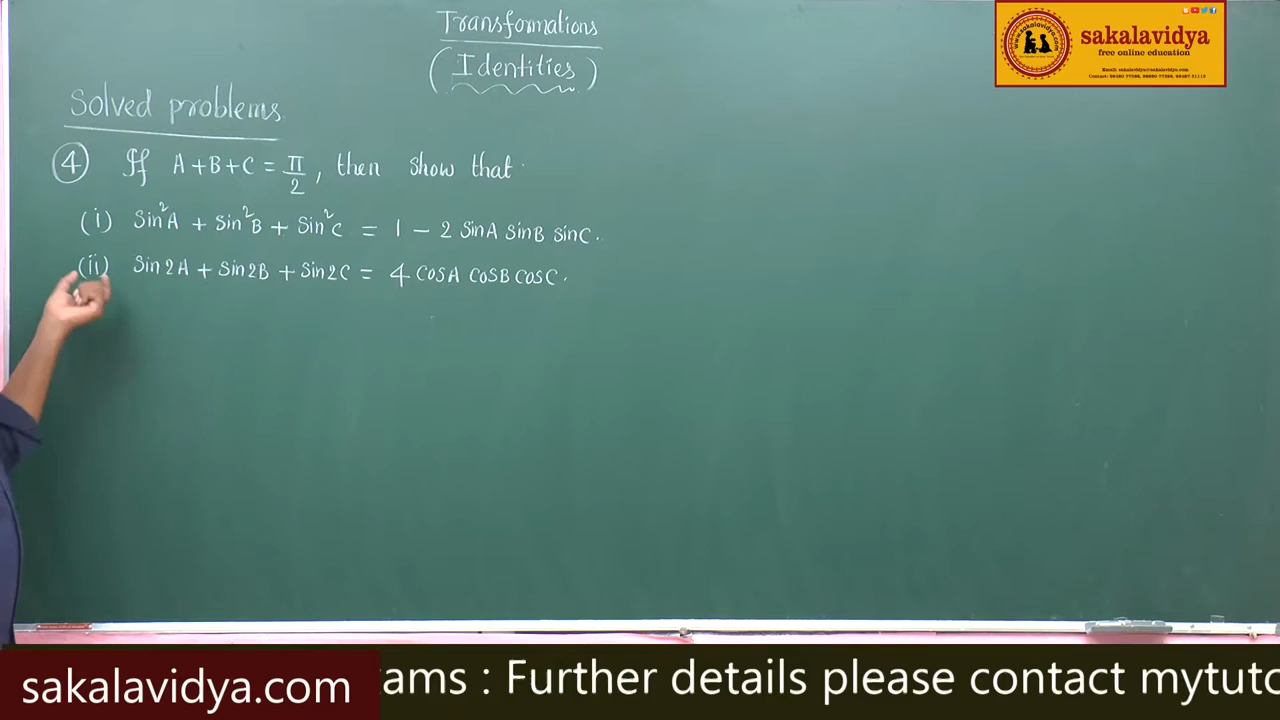 Transformations
(Identities)
Solved problems
④ If A+B+C = π/2, then show that
(i) Sin²A + Sin²B + Sin²C = 1 − 2 SinA SinB SinC.
(ii) Sin2A + Sin2B + Sin2C = 4 CosA CosB CosC.
sakalavidya
free online education
sakalavidya.com
ams : Further details please contact mytuto